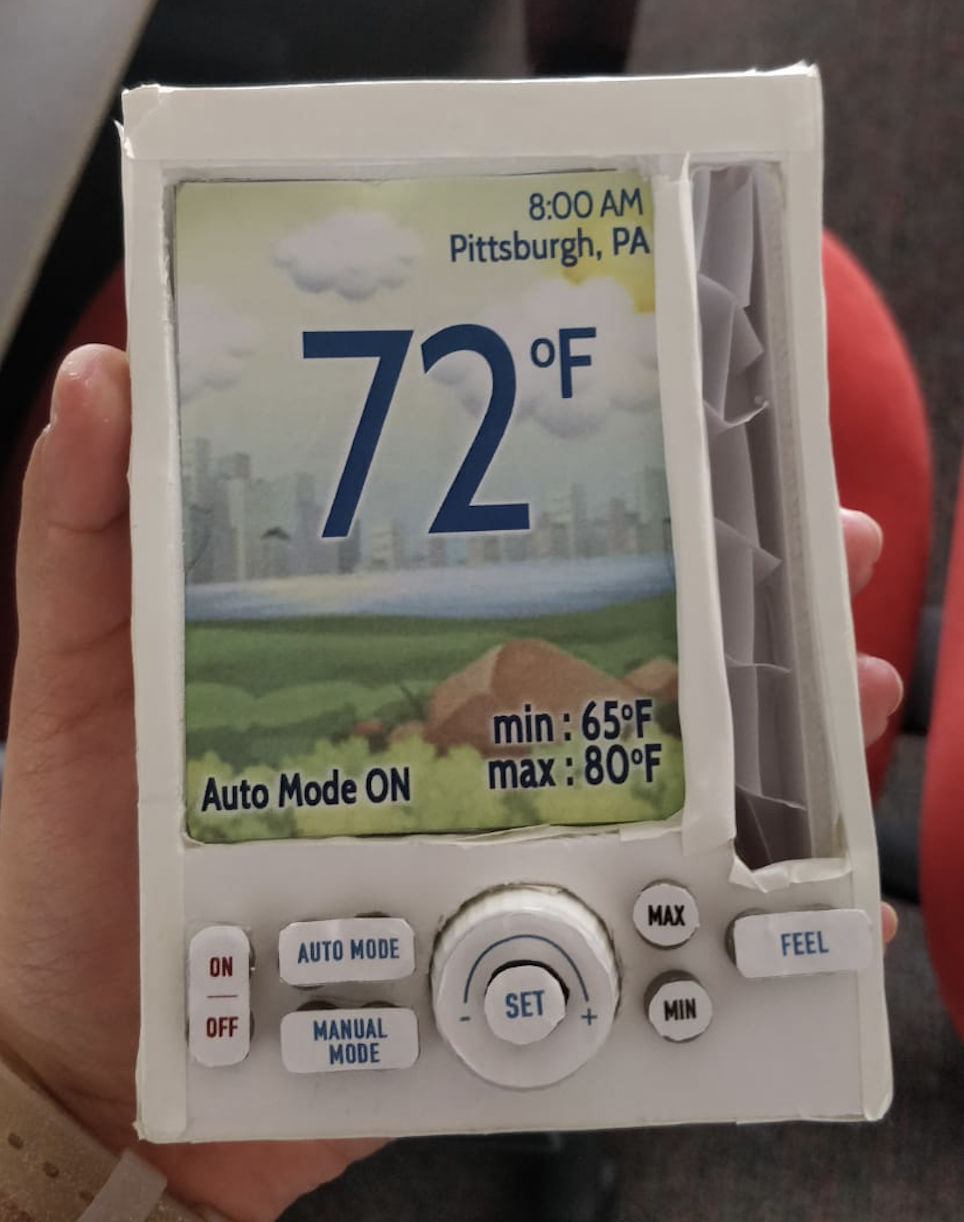 8:00 AM
Pittsburgh, PA
72°F
min : 65°F
max : 80°F
Auto Mode ON
ON
OFF
AUTO MODE
MANUAL
MODE
- SET +
MAX
MIN
FEEL